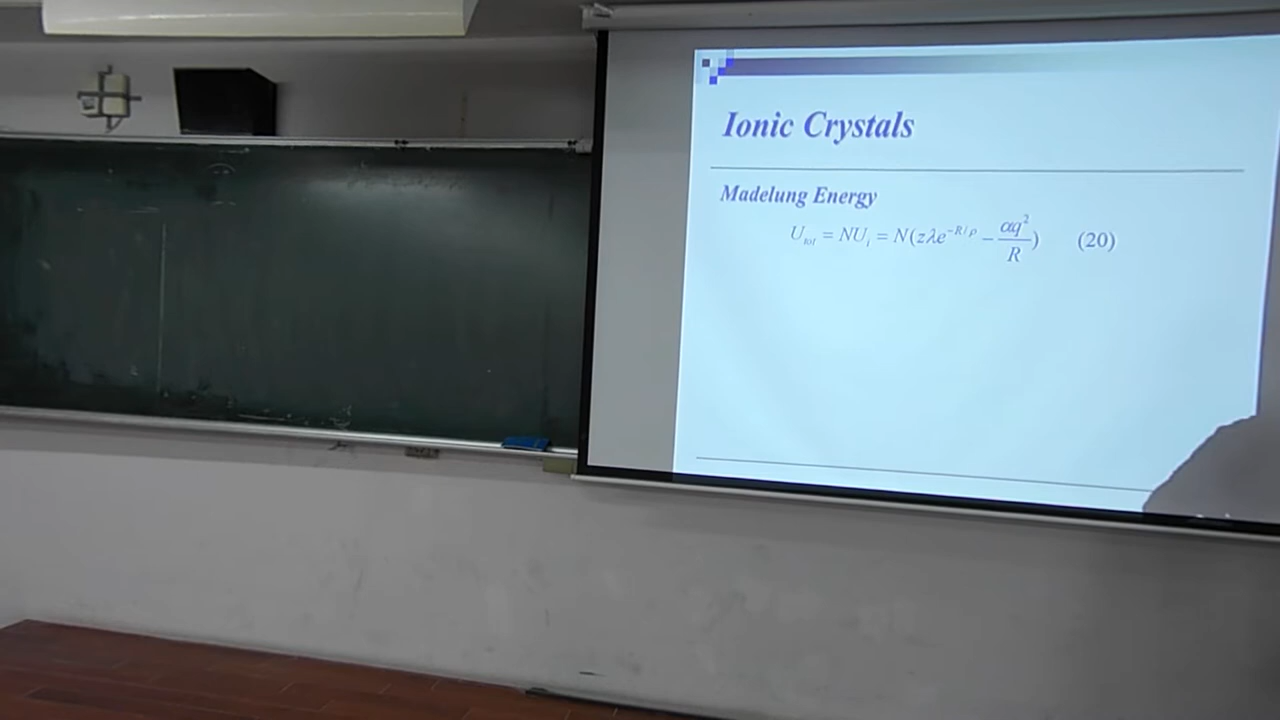 Ionic Crystals
Madelung Energy
U_tot = NU_i = N(zλe^{-R/ρ} - αq²/R) (20)